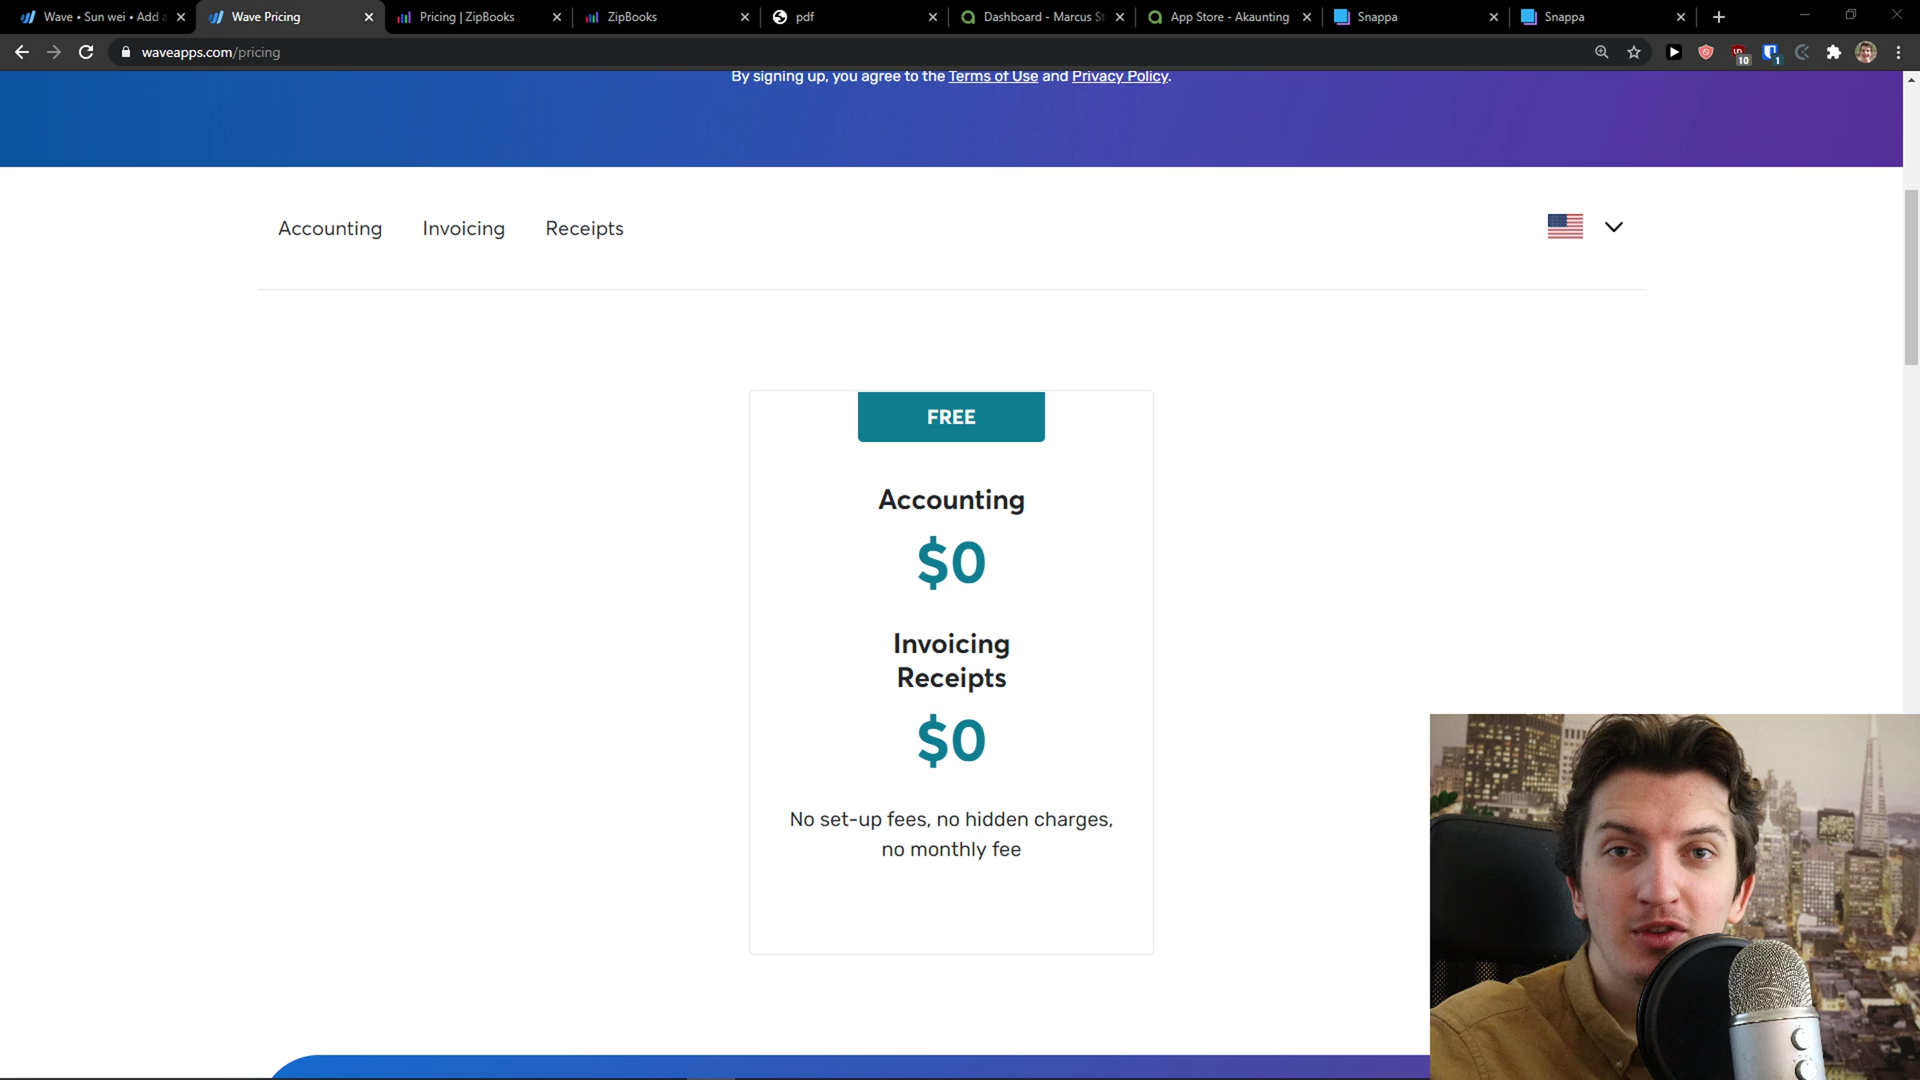 Wave • Sun wei • Add a
Wave Pricing
Pricing | ZipBooks
ZipBooks
pdf
Dashboard - Marcus St
App Store - Akaunting
Snappa
Snappa
waveapps.com/pricing
10
1
By signing up, you agree to the Terms of Use and Privacy Policy.
Accounting
Invoicing
Receipts
FREE
Accounting
$0
Invoicing
Receipts
$0
No set-up fees, no hidden charges,
no monthly fee